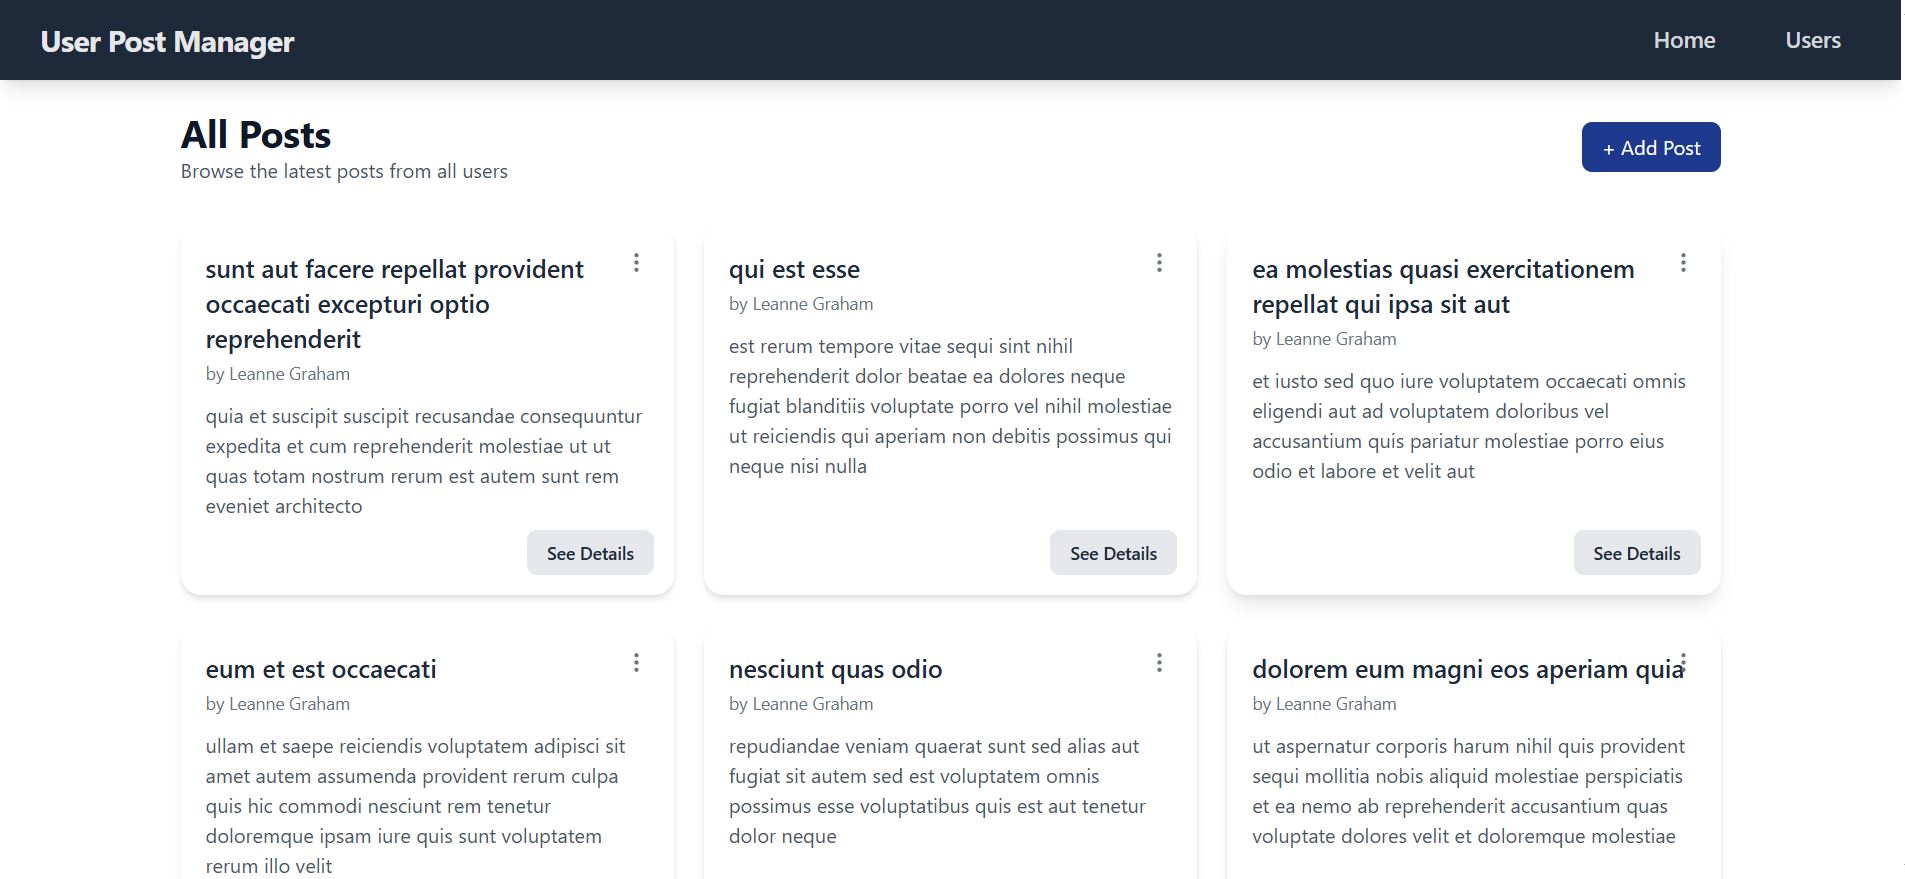 User Post Manager
Home
Users
All Posts
Browse the latest posts from all users
+ Add Post
sunt aut facere repellat provident
occaecati excepturi optio
reprehenderit
by Leanne Graham
quia et suscipit suscipit recusandae consequuntur
expedita et cum reprehenderit molestiae ut ut
quas totam nostrum rerum est autem sunt rem
eveniet architecto
See Details
qui est esse
by Leanne Graham
est rerum tempore vitae sequi sint nihil
reprehenderit dolor beatae ea dolores neque
fugiat blanditiis voluptate porro vel nihil molestiae
ut reiciendis qui aperiam non debitis possimus qui
neque nisi nulla
See Details
ea molestias quasi exercitationem
repellat qui ipsa sit aut
by Leanne Graham
et iusto sed quo iure voluptatem occaecati omnis
eligendi aut ad voluptatem doloribus vel
accusantium quis pariatur molestiae porro eius
odio et labore et velit aut
See Details
eum et est occaecati
by Leanne Graham
ullam et saepe reiciendis voluptatem adipisci sit
amet autem assumenda provident rerum culpa
quis hic commodi nesciunt rem tenetur
doloremque ipsam iure quis sunt voluptatem
rerum illo velit
nesciunt quas odio
by Leanne Graham
repudiandae veniam quaerat sunt sed alias aut
fugiat sit autem sed est voluptatem omnis
possimus esse voluptatibus quis est aut tenetur
dolor neque
dolorem eum magni eos aperiam quia
by Leanne Graham
ut aspernatur corporis harum nihil quis provident
sequi mollitia nobis aliquid molestiae perspiciatis
et ea nemo ab reprehenderit accusantium quas
voluptate dolores velit et doloremque molestiae